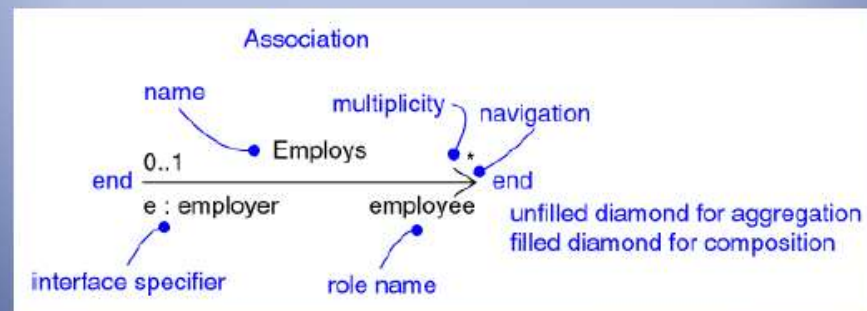 Association
name
multiplicity
navigation
0..1
Employs
*
end
end
e : employer
employee
unfilled diamond for aggregation
filled diamond for composition
interface specifier
role name